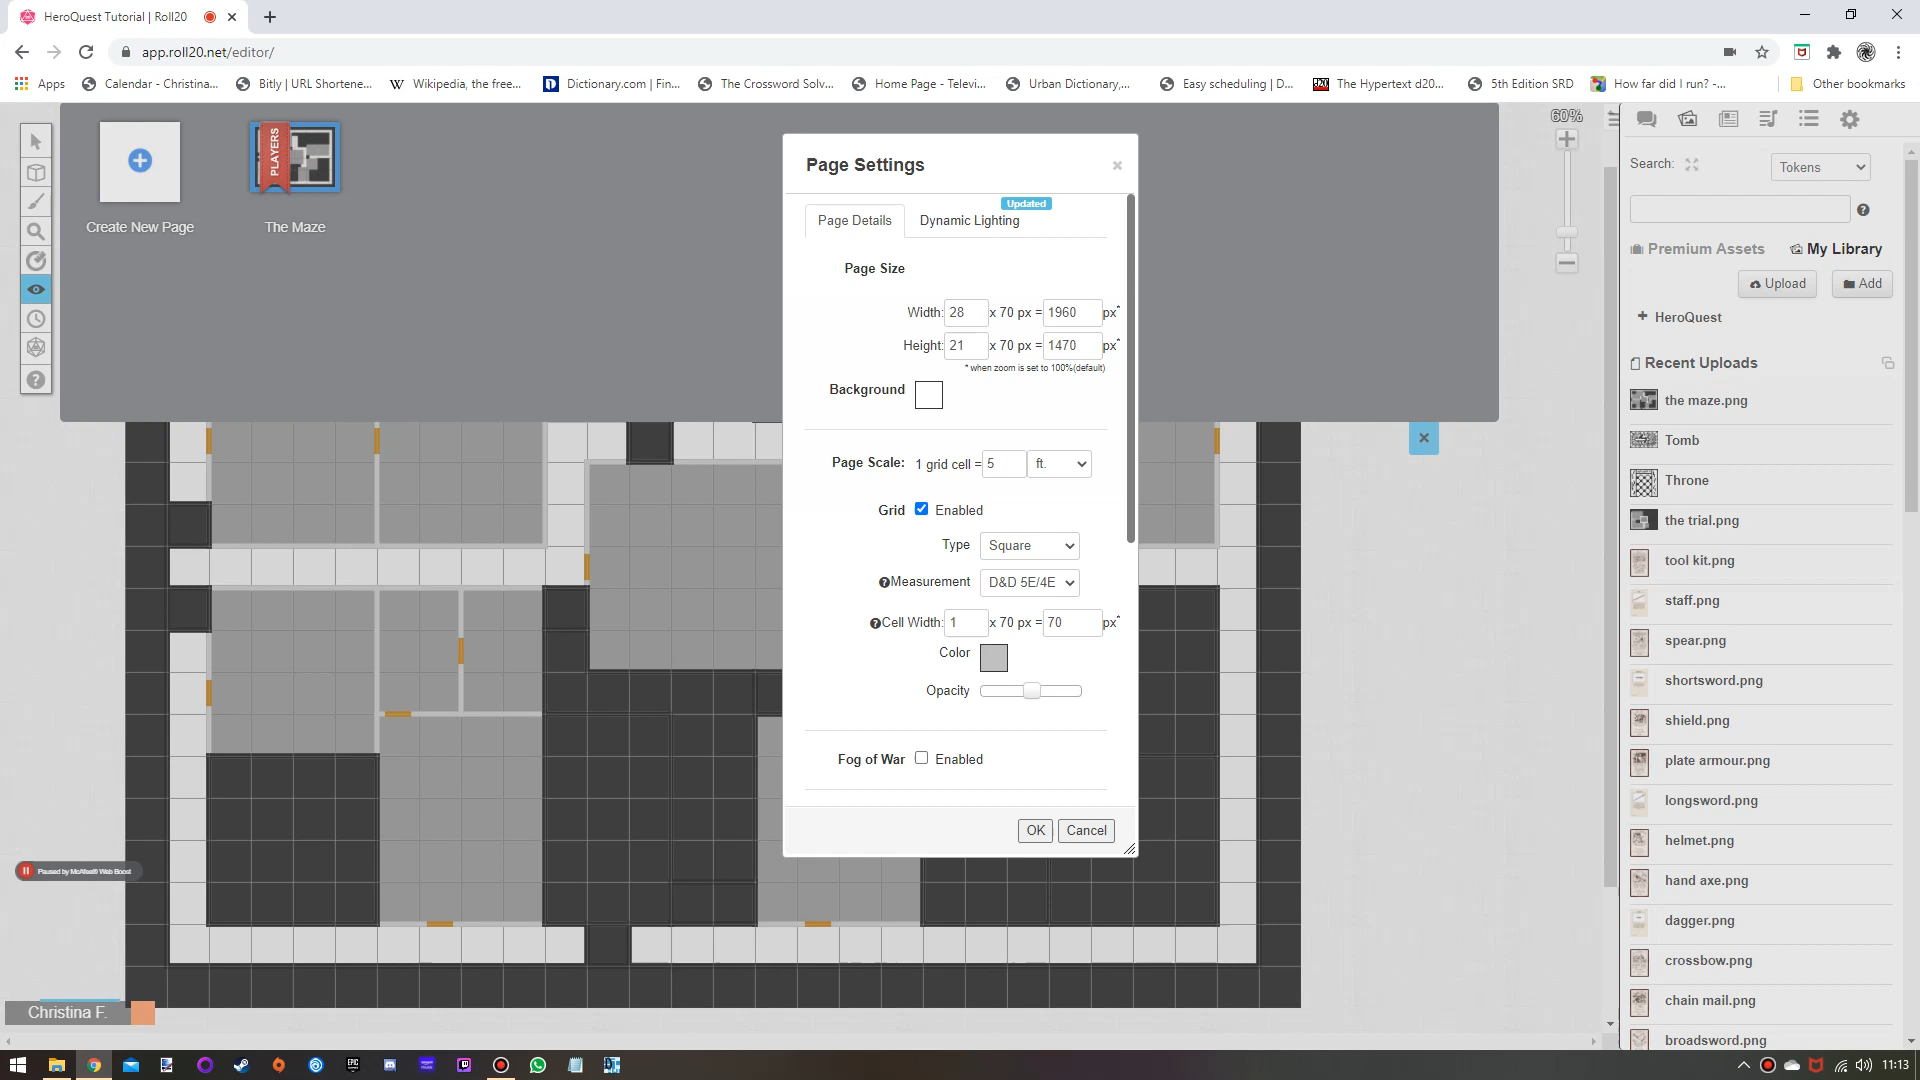 HeroQuest Tutorial | Roll20
app.roll20.net/editor/
Apps
Calendar - Christina...
Bitly | URL Shortene...
Wikipedia, the free...
Dictionary.com | Fin...
The Crossword Solv...
Home Page - Televi...
Urban Dictionary,...
Easy scheduling | D...
The Hypertext d20...
5th Edition SRD
How far did I run? -...
Other bookmarks
PLAYERS
Create New Page
The Maze
60%
Page Settings
Updated
Page Details
Dynamic Lighting
Page Size
Width: 28 x 70 px = 1960 px*
Height: 21 x 70 px = 1470 px*
* when zoom is set to 100%(default)
Background
Page Scale: 1 grid cell = 5 ft.
Grid Enabled
Type Square
Measurement D&D 5E/4E
Cell Width: 1 x 70 px = 70 px*
Color
Opacity
Fog of War Enabled
OK
Cancel
Search:
Tokens
Premium Assets
My Library
Upload
Add
HeroQuest
Recent Uploads
the maze.png
Tomb
Throne
the trial.png
tool kit.png
staff.png
spear.png
shortsword.png
shield.png
plate armour.png
longsword.png
helmet.png
hand axe.png
dagger.png
crossbow.png
chain mail.png
broadsword.png
Paused by McAfee® Web Boost
Christina F.
EPIC
11:13